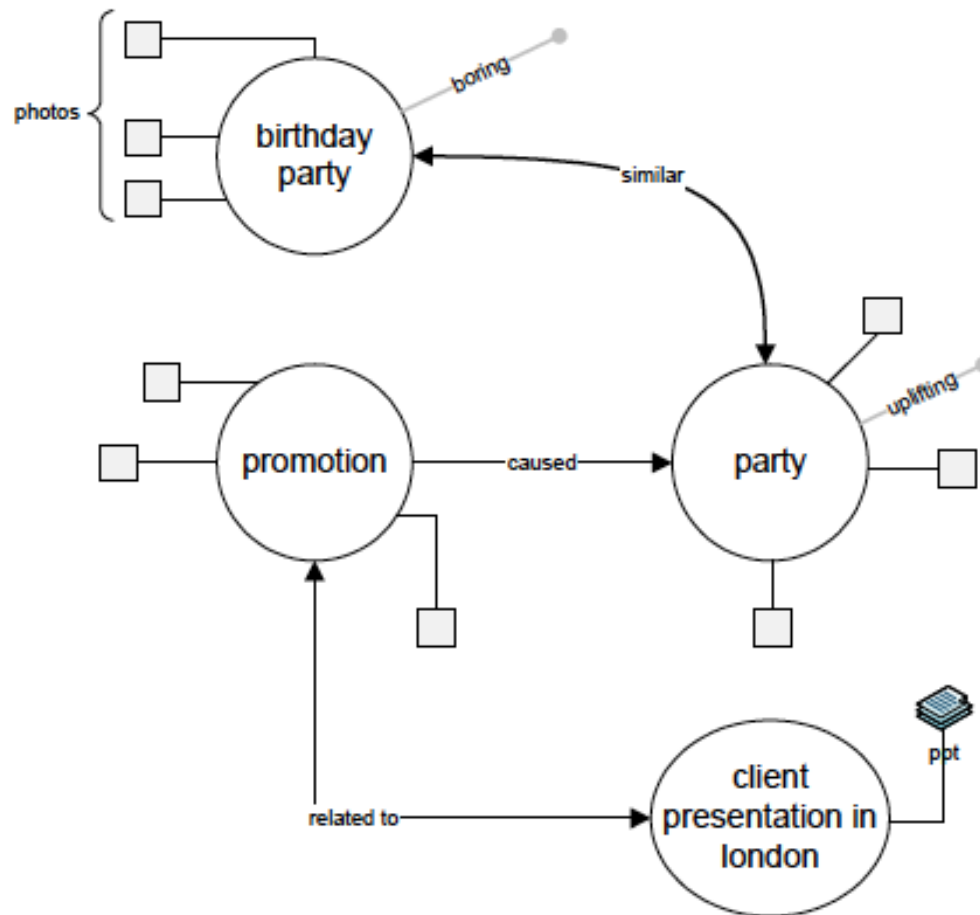 boring
photos
birthday
party
similar
uplifting
promotion
caused
party
ppt
client
presentation in
london
related to